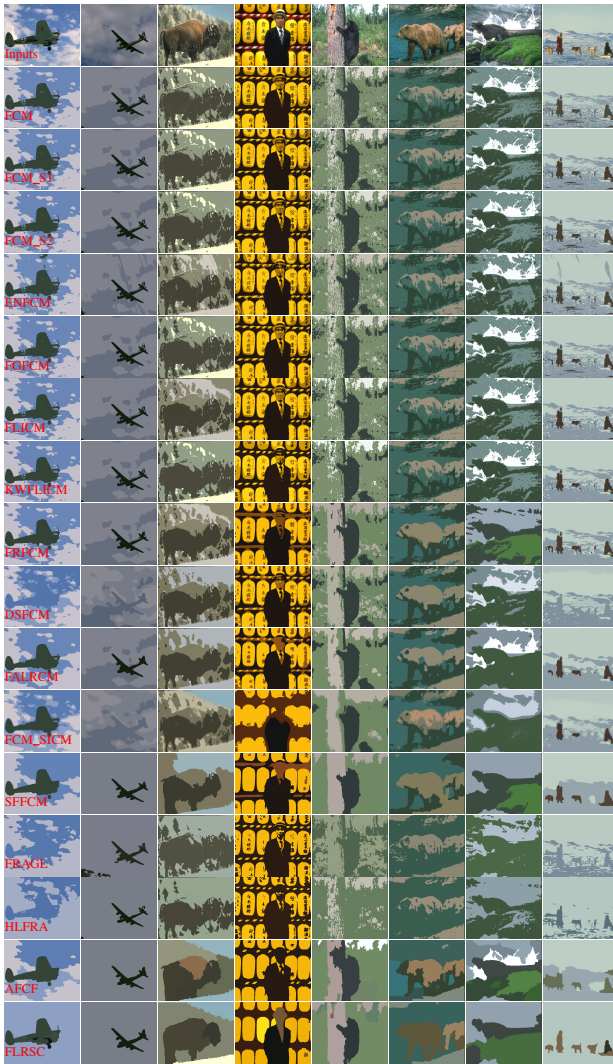 Inputs
FCM
FCM_S1
FCM_S2
ENFCM
FGFCM
FLICM
KWFLICM
FRFCM
DSFCM
FALRCM
FCM_SICM
SFFCM
FRAGL
HLFRA
AFCF
FLRSC